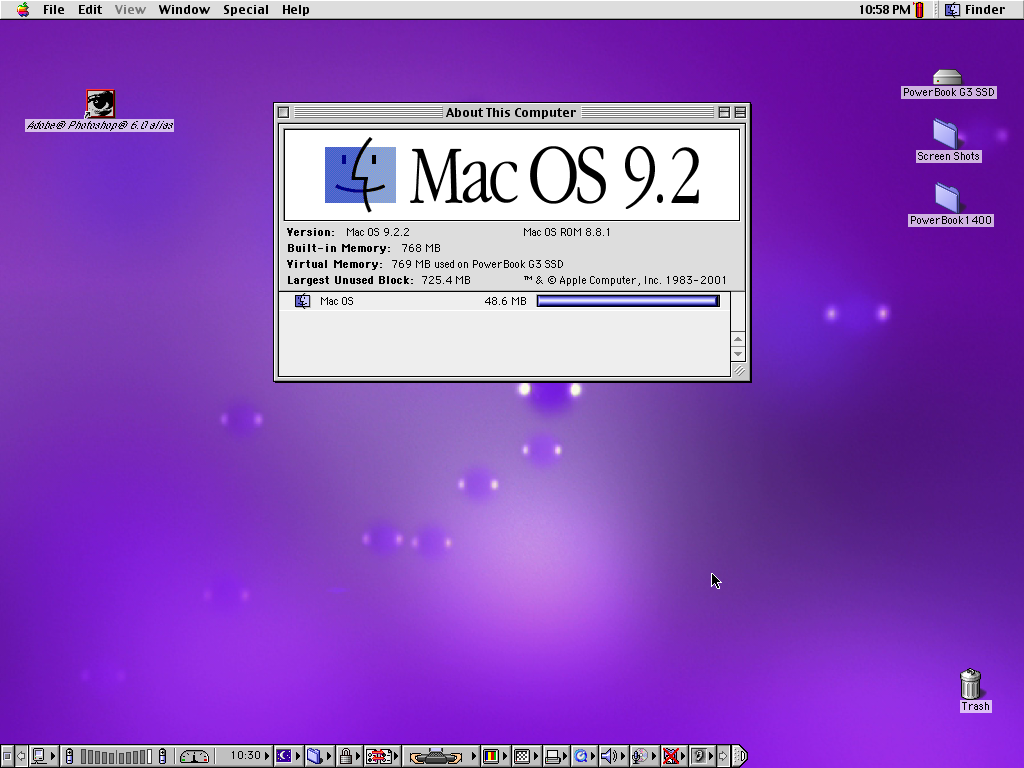 File Edit View Window Special Help 10:58 PM Finder
Adobe® Photoshop® 6.0 alias
PowerBook G3 SSD
Screen Shots
PowerBook 1400
About This Computer
Mac OS 9.2
Version: Mac OS 9.2.2 Mac OS ROM 8.8.1
Built-in Memory: 768 MB
Virtual Memory: 769 MB used on PowerBook G3 SSD
Largest Unused Block: 725.4 MB ™ & © Apple Computer, Inc. 1983-2001
Mac OS 48.6 MB
Trash
10:30